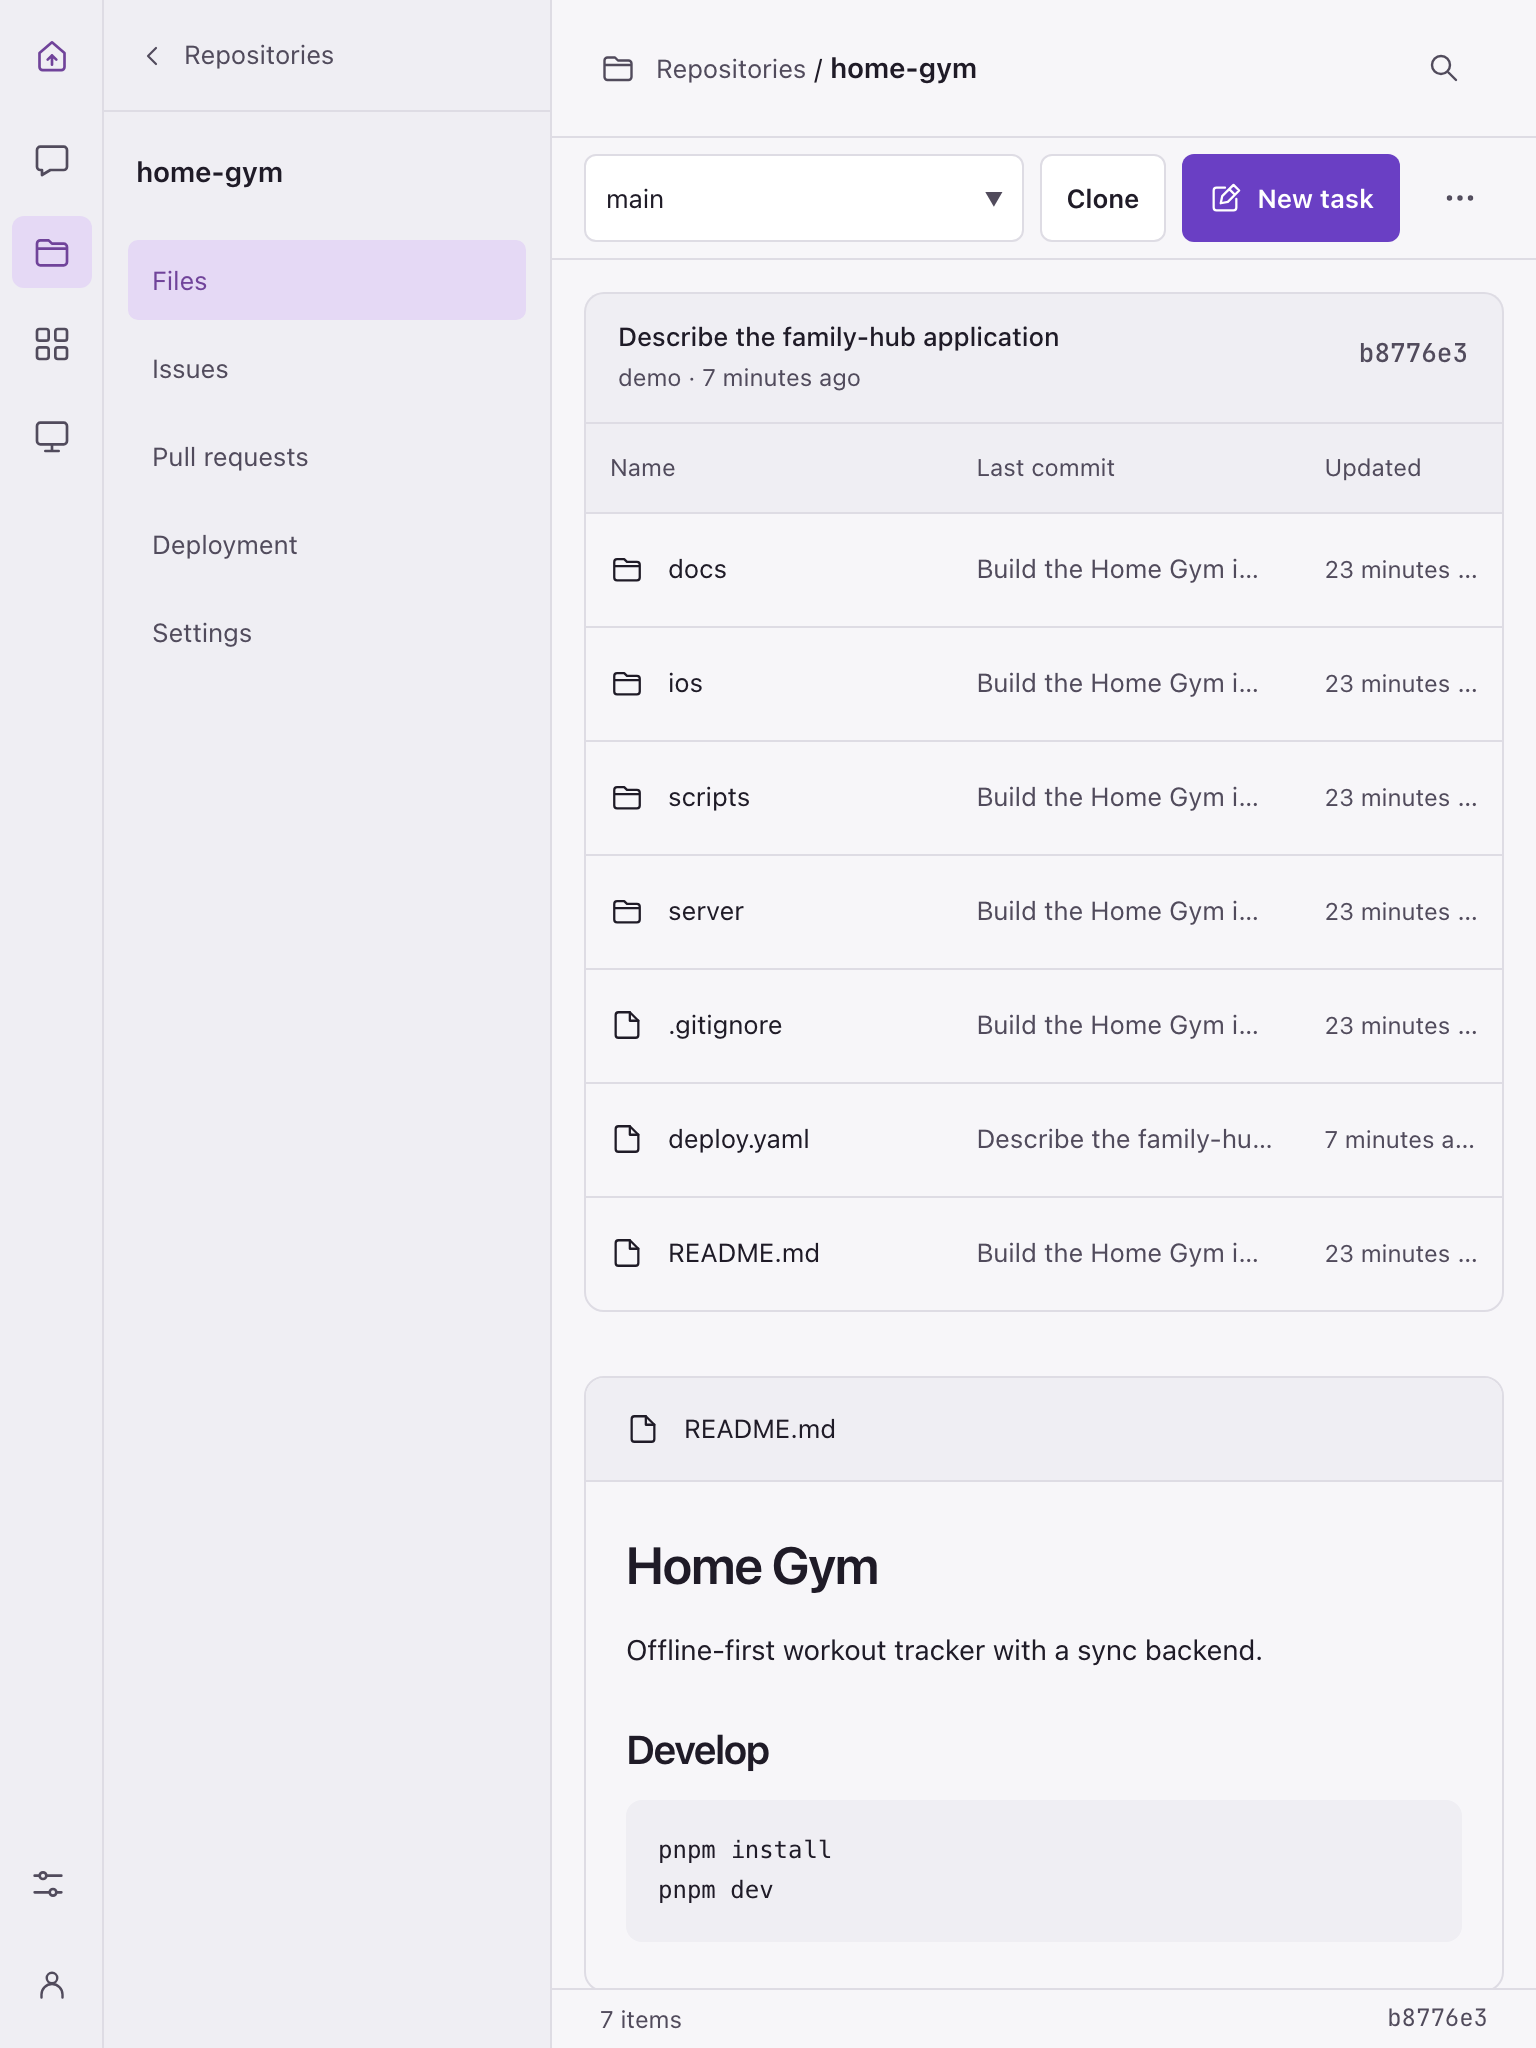 Repositories
home-gym
Files
Issues
Pull requests
Deployment
Settings
Repositories / home-gym
main
Clone
New task
Describe the family-hub application
demo · 7 minutes ago
b8776e3
Name Last commit Updated
docs Build the Home Gym i... 23 minutes ...
ios Build the Home Gym i... 23 minutes ...
scripts Build the Home Gym i... 23 minutes ...
server Build the Home Gym i... 23 minutes ...
.gitignore Build the Home Gym i... 23 minutes ...
deploy.yaml Describe the family-hu... 7 minutes a...
README.md Build the Home Gym i... 23 minutes ...
README.md
Home Gym
Offline-first workout tracker with a sync backend.
Develop
pnpm install
pnpm dev
7 items
b8776e3